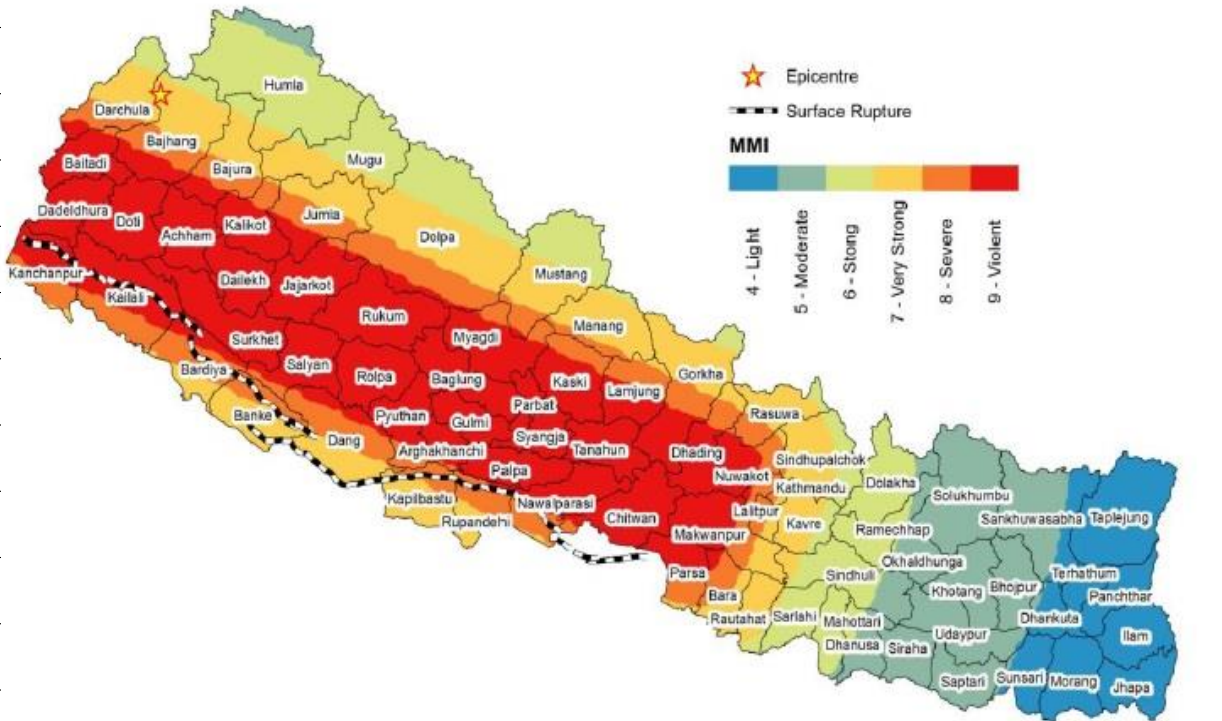 Epicentre
Surface Rupture
MMI
4 - Light
5 - Moderate
6 - Stong
7 - Very Strong
8 - Severe
9 - Violent
Humla
Darchula
Bajhang
Mugu
Bajura
Baitadi
Jumla
Dadeldhura
Doti
Achham
Kalikot
Dolpa
Kanchanpur
Kailali
Dailekh
Jajarkot
Mustang
Rukum
Manang
Surkhet
Myagdi
Salyan
Bardiya
Rolpa
Baglung
Kaski
Gorkha
Lamjung
Parbat
Banke
Pyuthan
Gulmi
Rasuwa
Dang
Syangja
Arghakhanchi
Tanahun
Dhading
Sindhupalchok
Palpa
Nuwakot
Kathmandu
Dolakha
Kapilbastu
Nawalparasi
Solukhumbu
Rupandehi
Chitwan
Lalitpur
Kavre
Sankhuwasabha
Taplejung
Makwanpur
Ramechhap
Okhaldhunga
Parsa
Sindhuli
Terhathum
Bara
Khotang
Bhojpur
Panchthar
Rautahat
Sarlahi
Mahottari
Dhankuta
Udaypur
Ilam
Dhanusa
Siraha
Saptari
Sunsari
Morang
Jhapa